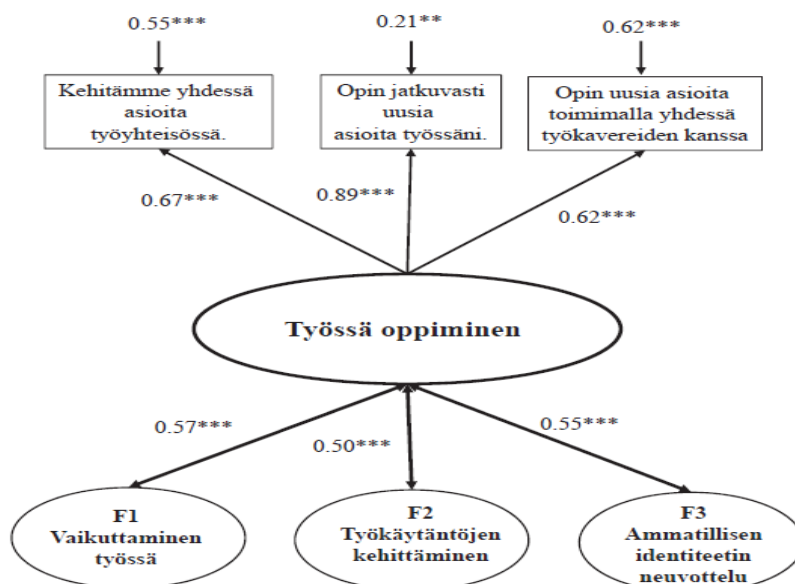 0.55***
0.21**
0.62***
Kehitämme yhdessä
asioita
työyhteisössä.
Opin jatkuvasti
uusia
asioita työssäni.
Opin uusia asioita
toimimalla yhdessä
työkavereiden kanssa
0.67***
0.89***
0.62***
Työssä oppiminen
0.57***
0.50***
0.55***
F1
Vaikuttaminen
työssä
F2
Työkäytäntöjen
kehittäminen
F3
Ammatillisen
identiteetin
neuvottelu